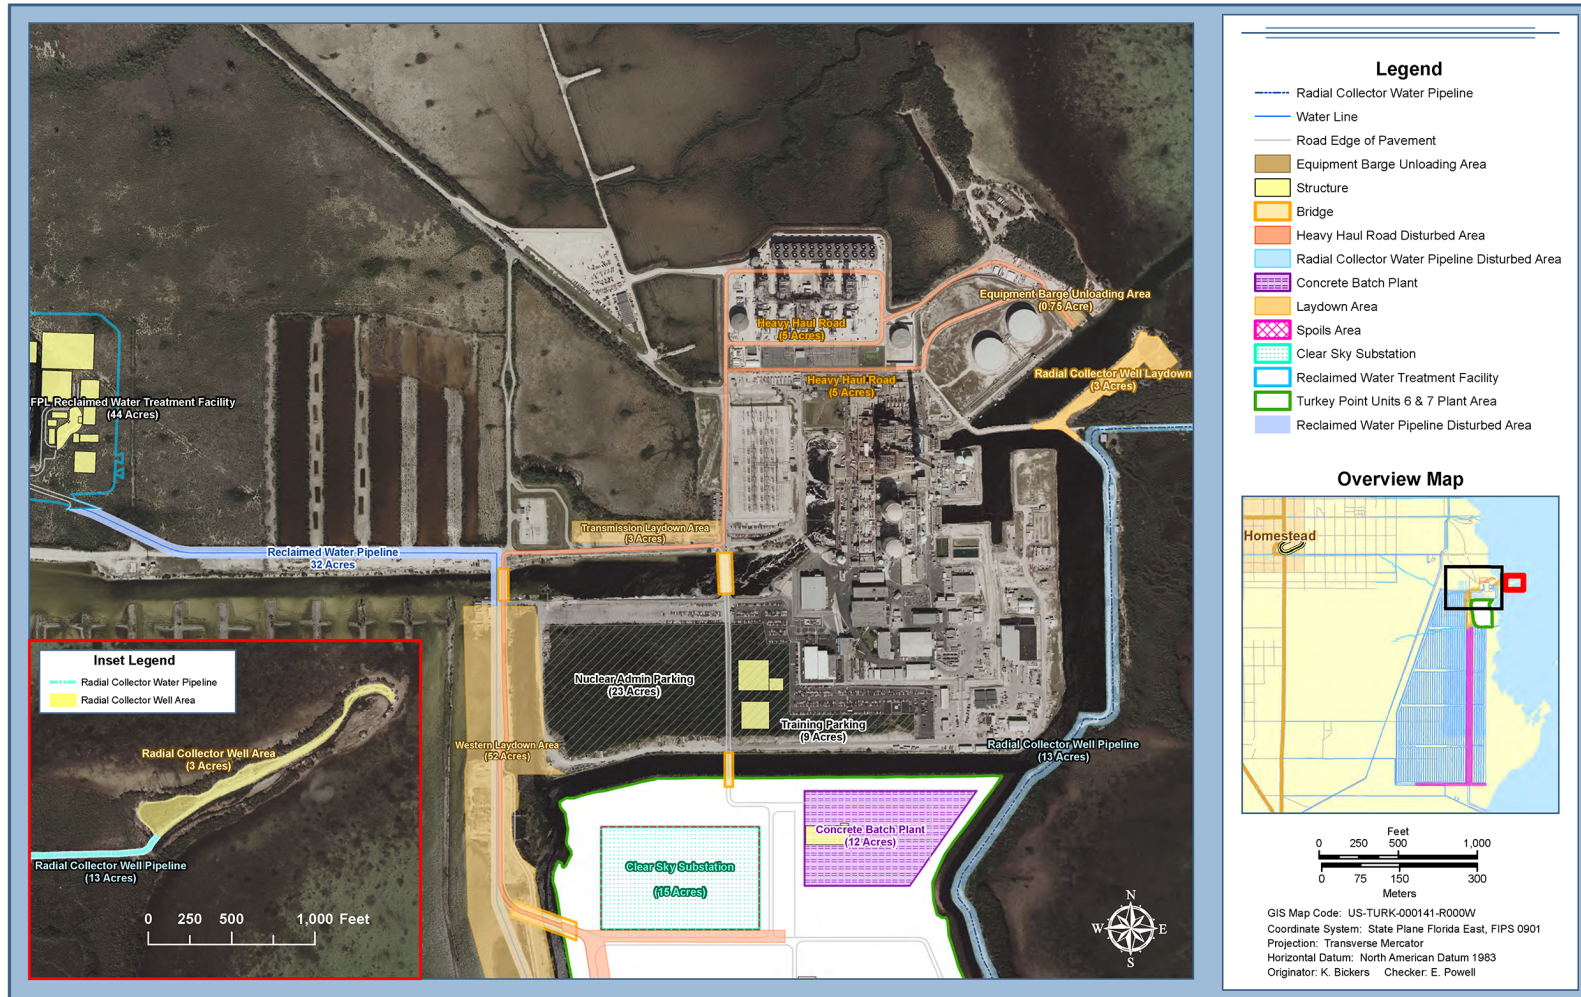 Equipment Barge Unloading Area
(0.75 Acre)
Heavy Haul Road
(5 Acres)
Radial Collector Well Laydown
(3 Acres)
Heavy Haul Road
(5 Acres)
FPL Reclaimed Water Treatment Facility
(44 Acres)
Transmission Laydown Area
(3 Acres)
Reclaimed Water Pipeline
32 Acres
Nuclear Admin Parking
(23 Acres)
Training Parking
(9 Acres)
Western Laydown Area
(52 Acres)
Radial Collector Well Pipeline
(13 Acres)
Concrete Batch Plant
(12 Acres)
Clear Sky Substation
(15 Acres)
N
W
E
S
Inset Legend
Radial Collector Water Pipeline
Radial Collector Well Area
Radial Collector Well Area
(3 Acres)
Radial Collector Well Pipeline
(13 Acres)
0 250 500 1,000 Feet
Legend
Radial Collector Water Pipeline
Water Line
Road Edge of Pavement
Equipment Barge Unloading Area
Structure
Bridge
Heavy Haul Road Disturbed Area
Radial Collector Water Pipeline Disturbed Area
Concrete Batch Plant
Laydown Area
Spoils Area
Clear Sky Substation
Reclaimed Water Treatment Facility
Turkey Point Units 6 & 7 Plant Area
Reclaimed Water Pipeline Disturbed Area
Overview Map
Homestead
Feet
0 250 500 1,000
0 75 150 300
Meters
GIS Map Code: US-TURK-000141-R000W
Coordinate System: State Plane Florida East, FIPS 0901
Projection: Transverse Mercator
Horizontal Datum: North American Datum 1983
Originator: K. Bickers Checker: E. Powell